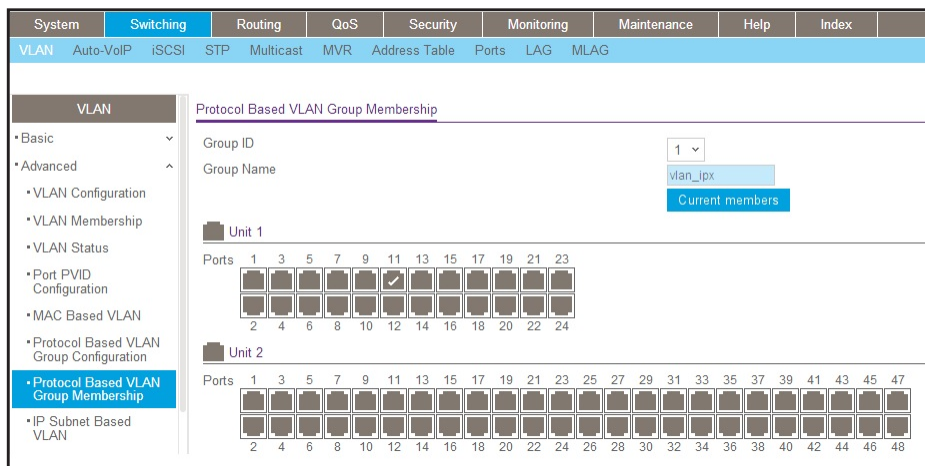 System Switching Routing QoS Security Monitoring Maintenance Help Index
VLAN Auto-VoIP iSCSI STP Multicast MVR Address Table Ports LAG MLAG
VLAN
Basic
Advanced
VLAN Configuration
VLAN Membership
VLAN Status
Port PVID
Configuration
MAC Based VLAN
Protocol Based VLAN
Group Configuration
Protocol Based VLAN
Group Membership
IP Subnet Based
VLAN
Protocol Based VLAN Group Membership
Group ID 1
Group Name vlan_ipx
Current members
Unit 1
Ports 1 3 5 7 9 11 13 15 17 19 21 23
2 4 6 8 10 12 14 16 18 20 22 24
Unit 2
Ports 1 3 5 7 9 11 13 15 17 19 21 23 25 27 29 31 33 35 37 39 41 43 45 47
2 4 6 8 10 12 14 16 18 20 22 24 26 28 30 32 34 36 38 40 42 44 46 48